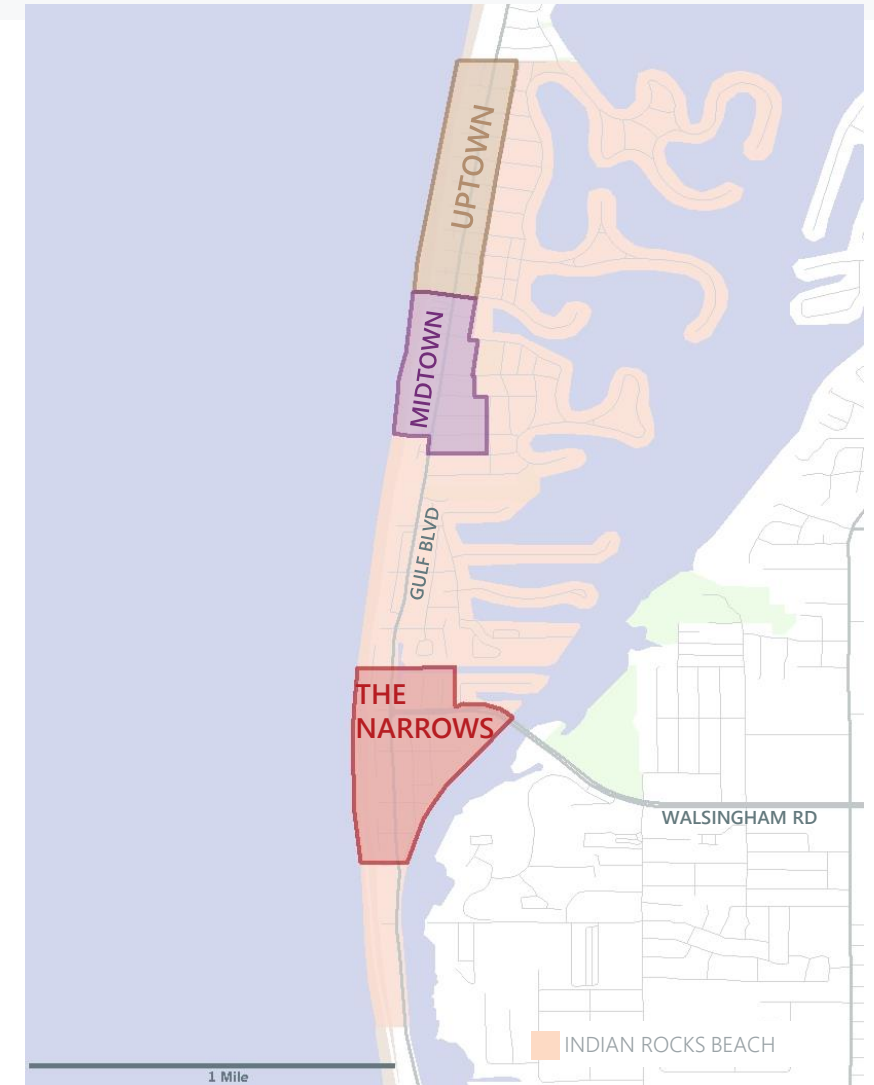 UPTOWN
MIDTOWN
GULF BLVD
THE
NARROWS
WALSINGHAM RD
INDIAN ROCKS BEACH
1 Mile